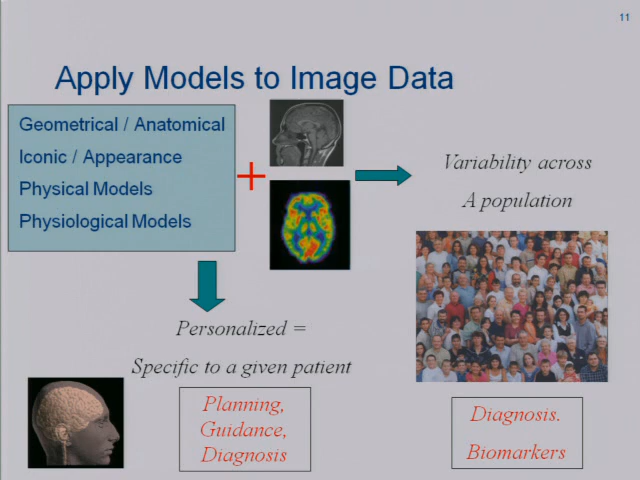 11
Apply Models to Image Data
Geometrical / Anatomical
Iconic / Appearance
Physical Models
Physiological Models
+
Variability across
A population
Personalized =
Specific to a given patient
Planning,
Guidance,
Diagnosis
Diagnosis.
Biomarkers